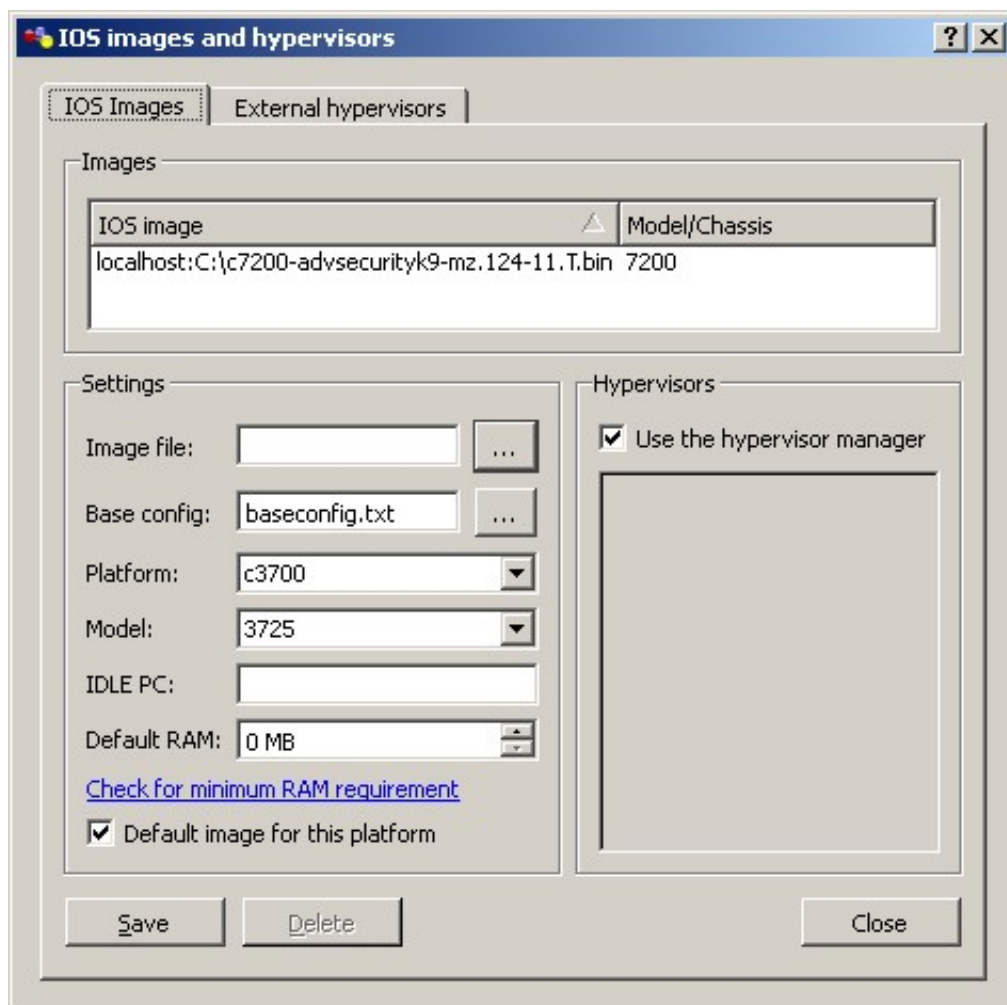 IOS images and hypervisors
IOS Images
External hypervisors
Images
IOS image
Model/Chassis
localhost:C:\c7200-advsecurityk9-mz.124-11.T.bin 7200
Settings
Image file:
...
Base config:
baseconfig.txt
...
Platform:
c3700
Model:
3725
IDLE PC:
Default RAM:
0 MB
Check for minimum RAM requirement
Default image for this platform
Hypervisors
Use the hypervisor manager
Save
Delete
Close